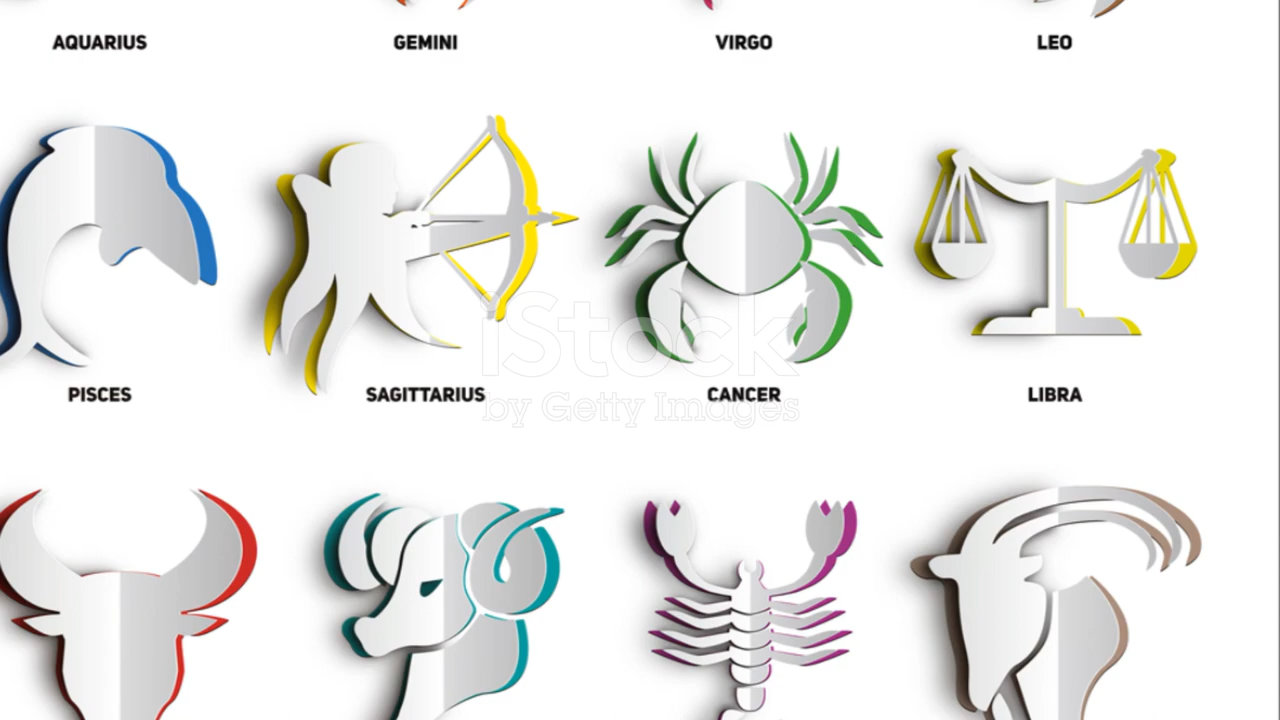 AQUARIUS
GEMINI
VIRGO
LEO
PISCES
SAGITTARIUS
CANCER
LIBRA
iStock
by Getty Images